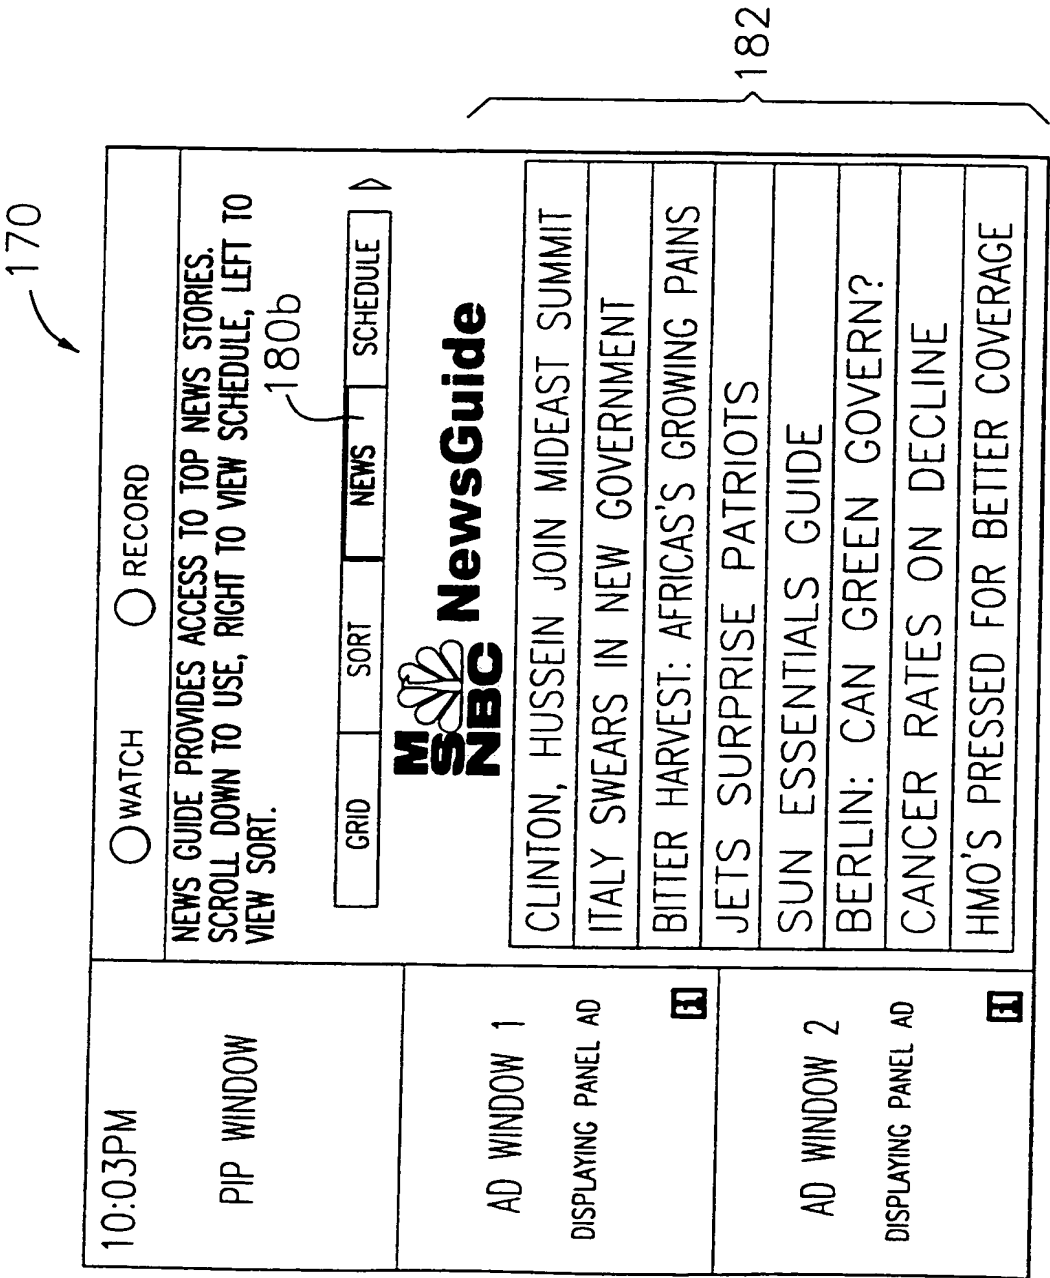 170
10:03PM
WATCH
RECORD
PIP WINDOW
NEWS GUIDE PROVIDES ACCESS TO TOP NEWS STORIES.
SCROLL DOWN TO USE, RIGHT TO VIEW SCHEDULE, LEFT TO
VIEW SORT.
180b
GRID
SORT
NEWS
SCHEDULE
MSNBC NewsGuide
AD WINDOW 1
DISPLAYING PANEL AD
i
AD WINDOW 2
DISPLAYING PANEL AD
i
CLINTON, HUSSEIN JOIN MIDEAST SUMMIT
ITALY SWEARS IN NEW GOVERNMENT
BITTER HARVEST: AFRICAS'S GROWING PAINS
JETS SURPRISE PATRIOTS
SUN ESSENTIALS GUIDE
BERLIN: CAN GREEN GOVERN?
CANCER RATES ON DECLINE
HMO'S PRESSED FOR BETTER COVERAGE
182